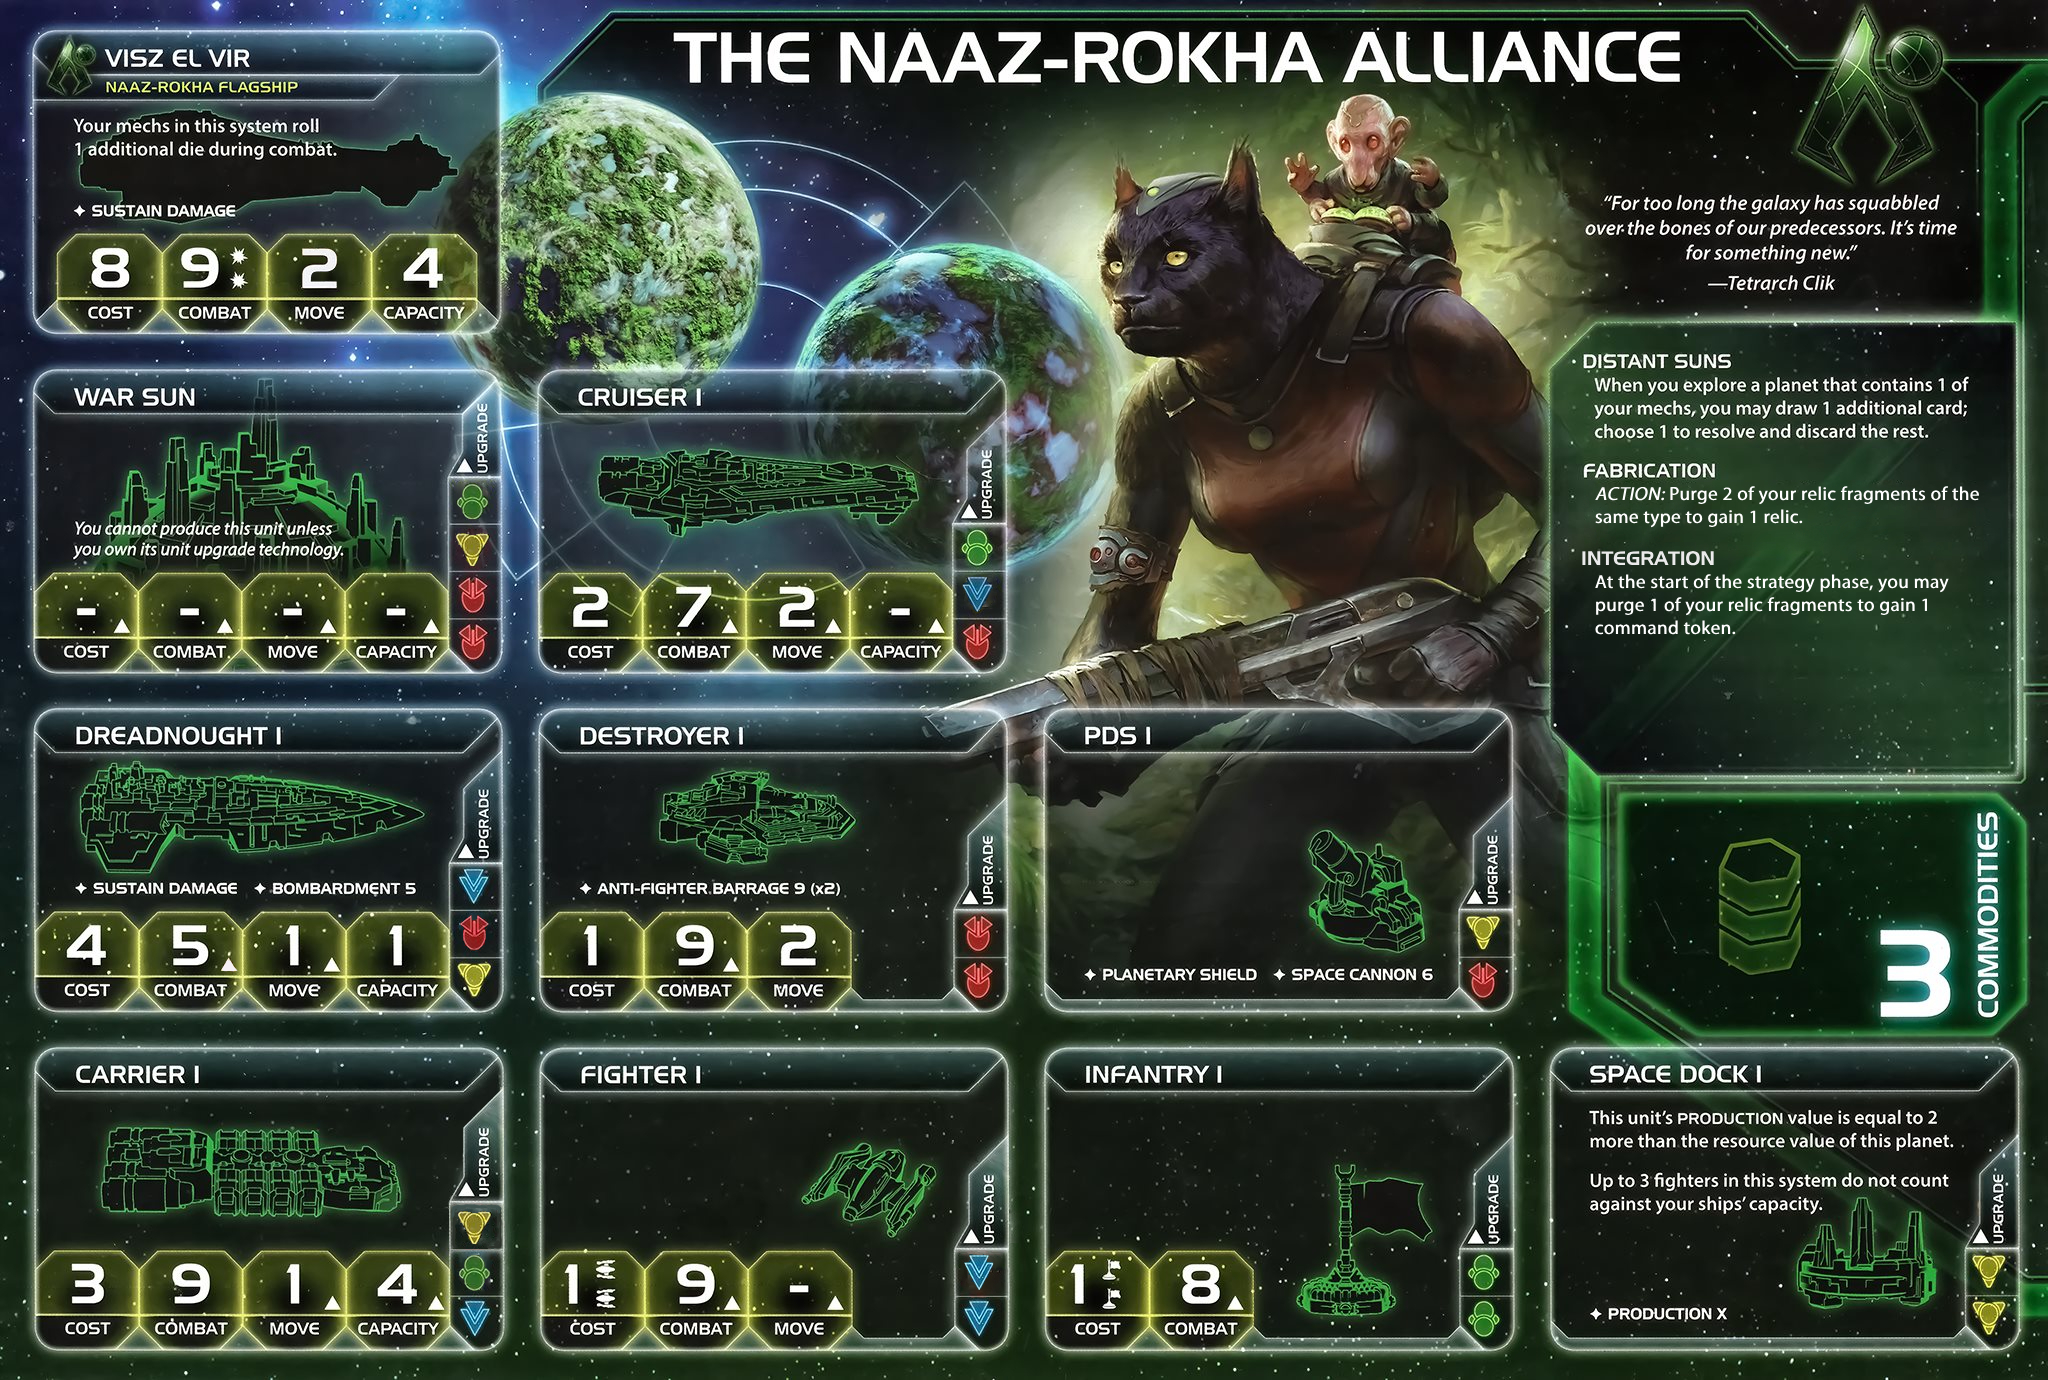 THE NAAZ-ROKHA ALLIANCE
VISZ EL VIR
NAAZ-ROKHA FLAGSHIP
Your mechs in this system roll
1 additional die during combat.
✦ SUSTAIN DAMAGE
8 9 2 4
COST COMBAT MOVE CAPACITY
"For too long the galaxy has squabbled
over the bones of our predecessors. It's time
for something new."
—Tetrarch Clik
DISTANT SUNS
When you explore a planet that contains 1 of
your mechs, you may draw 1 additional card;
choose 1 to resolve and discard the rest.
FABRICATION
ACTION: Purge 2 of your relic fragments of the
same type to gain 1 relic.
INTEGRATION
At the start of the strategy phase, you may
purge 1 of your relic fragments to gain 1
command token.
WAR SUN
You cannot produce this unit unless
you own its unit upgrade technology.
- - - -
COST COMBAT MOVE CAPACITY
UPGRADE
CRUISER I
2 7 2 -
COST COMBAT MOVE CAPACITY
UPGRADE
DREADNOUGHT I
✦ SUSTAIN DAMAGE ✦ BOMBARDMENT 5
4 5 1 1
COST COMBAT MOVE CAPACITY
UPGRADE
DESTROYER I
✦ ANTI-FIGHTER BARRAGE 9 (x2)
1 9 2
COST COMBAT MOVE
UPGRADE
PDS I
✦ PLANETARY SHIELD ✦ SPACE CANNON 6
UPGRADE
3
COMMODITIES
CARRIER I
3 9 1 4
COST COMBAT MOVE CAPACITY
UPGRADE
FIGHTER I
1 9 -
COST COMBAT MOVE
UPGRADE
INFANTRY I
1 8
COST COMBAT
UPGRADE
SPACE DOCK I
This unit's PRODUCTION value is equal to 2
more than the resource value of this planet.
Up to 3 fighters in this system do not count
against your ships' capacity.
✦ PRODUCTION X
UPGRADE